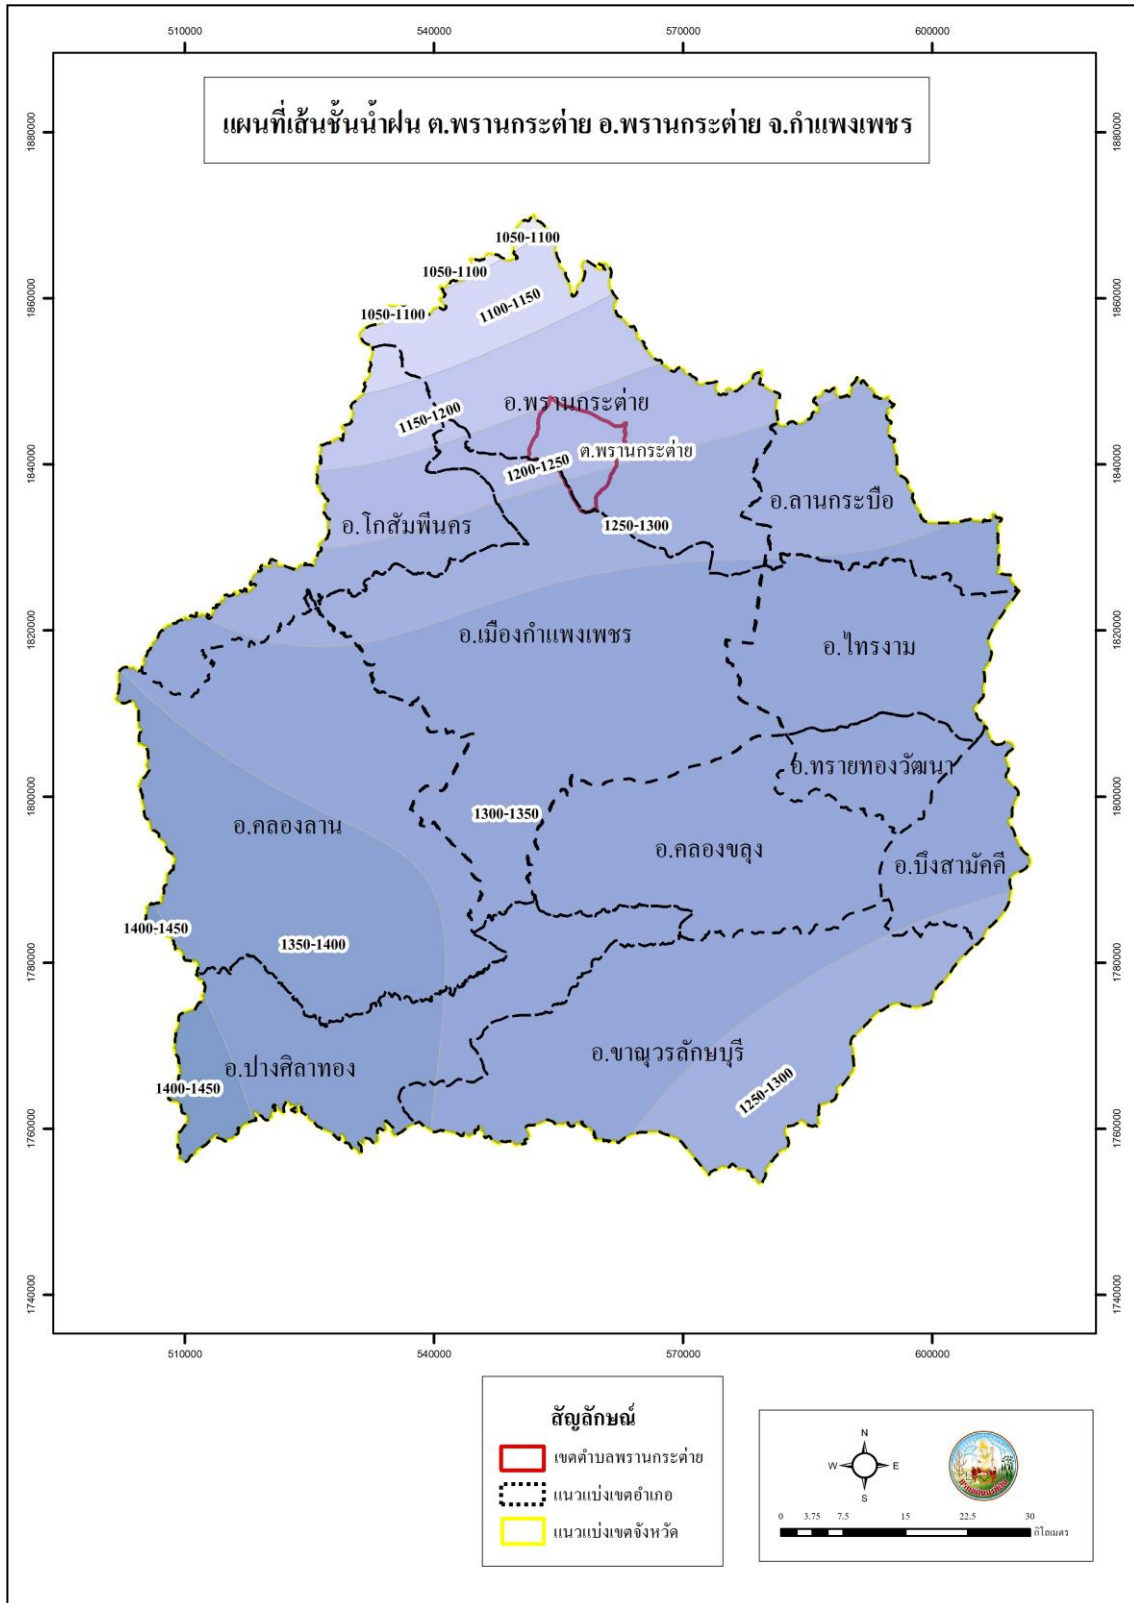 510000
540000
570000
600000
แผนที่เส้นชั้นน้ำฝน ต.พรานกระต่าย อ.พรานกระต่าย จ.กำแพงเพชร
1880000
1880000
1050-1100
1050-1100
1860000
1100-1150
1860000
1050-1100
อ.พรานกระต่าย
1150-1200
ต.พรานกระต่าย
1840000
1200-1250
1840000
อ.ลานกระบือ
อ.โกสัมพีนคร
1250-1300
1820000
อ.เมืองกำแพงเพชร
1820000
อ.ไทรงาม
อ.ทรายทองวัฒนา
1800000
1300-1350
1800000
อ.คลองลาน
อ.คลองขลุง
อ.บึงสามัคคี
1400-1450
1350-1400
1780000
1780000
อ.ขาณุวรลักษบุรี
อ.ปางศิลาทอง
1400-1450
1250-1300
1760000
1760000
1740000
1740000
510000
540000
570000
600000
สัญลักษณ์
เขตตำบลพรานกระต่าย
แนวแบ่งเขตอำเภอ
แนวแบ่งเขตจังหวัด
N
W
E
S
0 3.75 7.5 15 22.5 30
กิโลเมตร